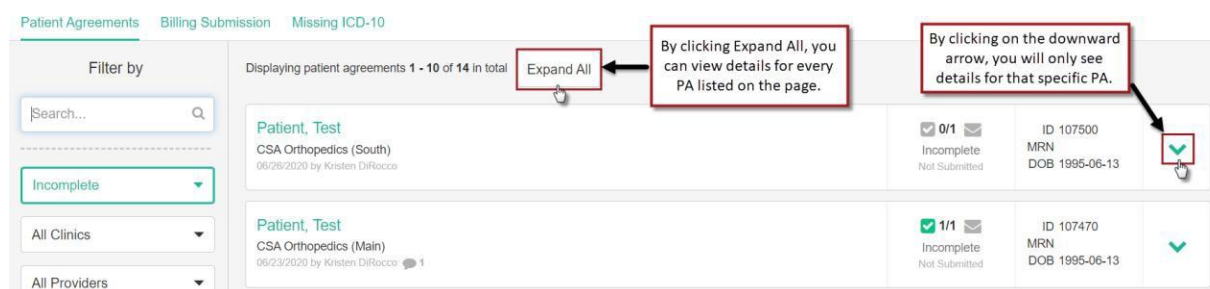 Patient Agreements Billing Submission Missing ICD-10
Filter by
Displaying patient agreements 1 - 10 of 14 in total
Expand All
By clicking Expand All, you
can view details for every
PA listed on the page.
By clicking on the downward
arrow, you will only see
details for that specific PA.
Search...
Incomplete
All Clinics
All Providers
Patient, Test
CSA Orthopedics (South)
06/26/2020 by Kristen DiRocco
0/1
Incomplete
Not Submitted
ID 107500
MRN
DOB 1995-06-13
Patient, Test
CSA Orthopedics (Main)
06/23/2020 by Kristen DiRocco 1
1/1
Incomplete
Not Submitted
ID 107470
MRN
DOB 1995-06-13